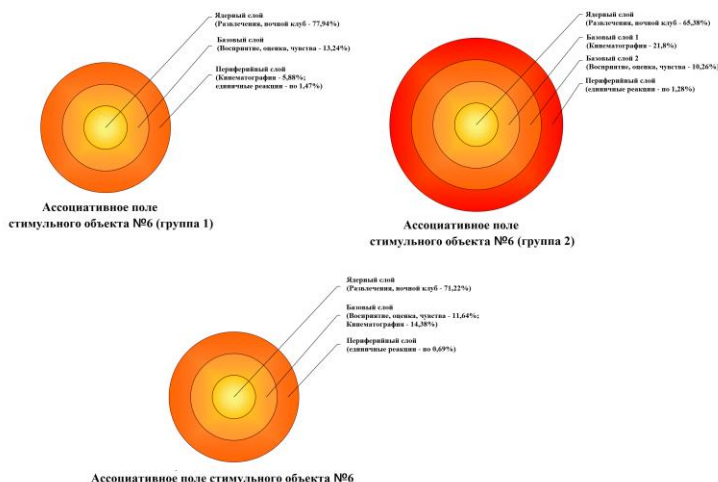 Ядерный слой
(Развлечения, ночной клуб - 77,94%)
Базовый слой
(Восприятие, оценка, чувства - 13,24%)
Периферийный слой
(Кинематография - 5,88%;
единичные реакции - по 1,47%)
Ассоциативное поле
стимульного объекта №6 (группа 1)
Ядерный слой
(Развлечения, ночной клуб - 65,38%)
Базовый слой 1
(Кинематография - 21,8%)
Базовый слой 2
(Восприятие, оценка, чувства - 10,26%)
Периферийный слой
(единичные реакции - по 1,28%)
Ассоциативное поле
стимульного объекта №6 (группа 2)
Ядерный слой
(Развлечения, ночной клуб - 71,22%)
Базовый слой
(Восприятие, оценка, чувства - 11,64%;
Кинематография - 14,38%)
Периферийный слой
(единичные реакции - по 0,69%)
Ассоциативное поле стимульного объекта №6